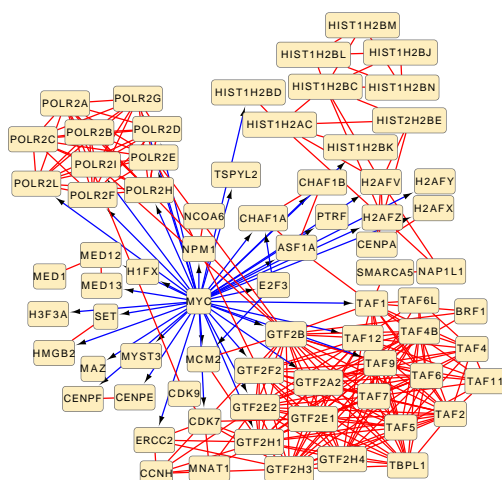 HIST1H2BM
HIST1H2BL
HIST1H2BJ
HIST1H2BC
HIST1H2BN
HIST1H2BD
HIST1H2AC
HIST2H2BE
HIST1H2BK
POLR2A
POLR2G
POLR2C
POLR2B
POLR2D
POLR2I
POLR2E
POLR2L
POLR2F
POLR2H
TSPYL2
CHAF1B
H2AFV
H2AFY
NCOA6
CHAF1A
PTRF
H2AFZ
H2AFX
NPM1
ASF1A
CENPA
MED12
MED1
H1FX
MED13
E2F3
SMARCA5
NAP1L1
MYC
H3F3A
SET
TAF1
TAF6L
BRF1
GTF2B
TAF12
TAF4B
HMGB2
MAZ
MYST3
MCM2
TAF9
TAF4
GTF2F2
GTF2A2
TAF6
TAF11
CENPF
CENPE
CDK9
GTF2E2
TAF7
CDK7
GTF2E1
TAF5
TAF2
ERCC2
GTF2H1
CCNH
MNAT1
GTF2H3
GTF2H4
TBPL1